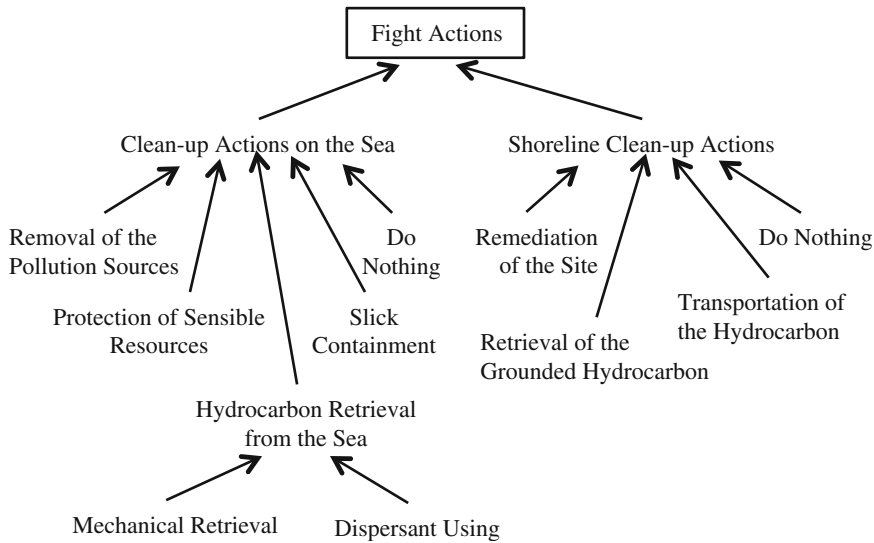 Fight Actions
Clean-up Actions on the Sea
Shoreline Clean-up Actions
Removal of the
Pollution Sources
Do
Nothing
Remediation
of the Site
Do Nothing
Protection of Sensible
Resources
Slick
Containment
Retrieval of the
Grounded Hydrocarbon
Transportation of
the Hydrocarbon
Hydrocarbon Retrieval
from the Sea
Mechanical Retrieval
Dispersant Using